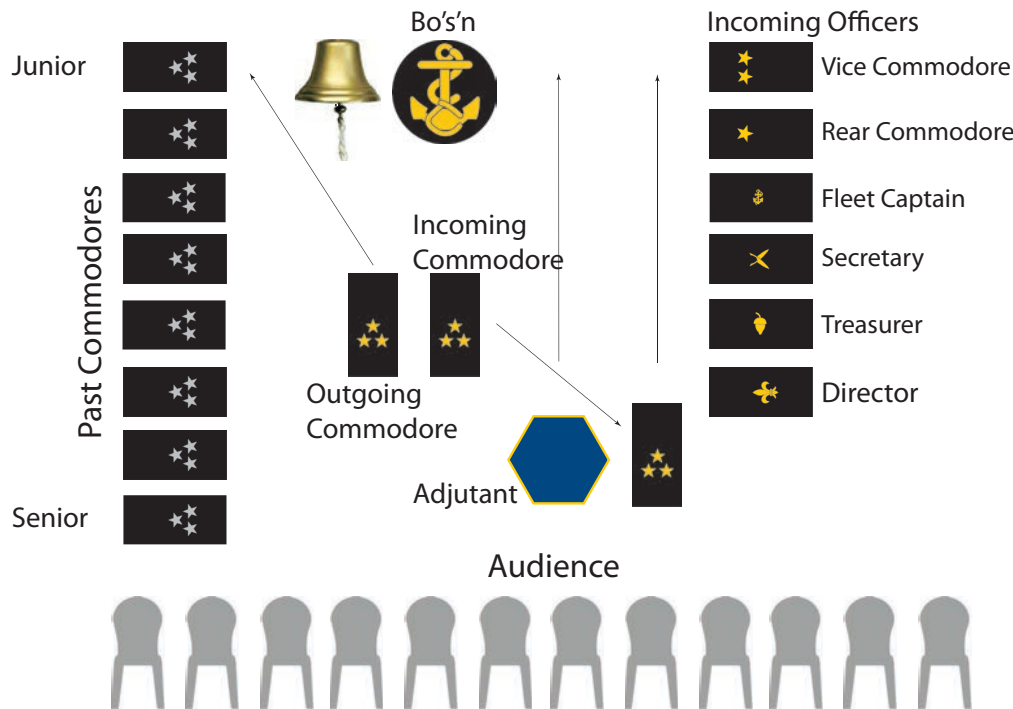 Bo's'n
Incoming Officers
Junior
Vice Commodore
Rear Commodore
Fleet Captain
Past Commodores
Incoming
Commodore
Secretary
Treasurer
Outgoing
Commodore
Director
Adjutant
Senior
Audience